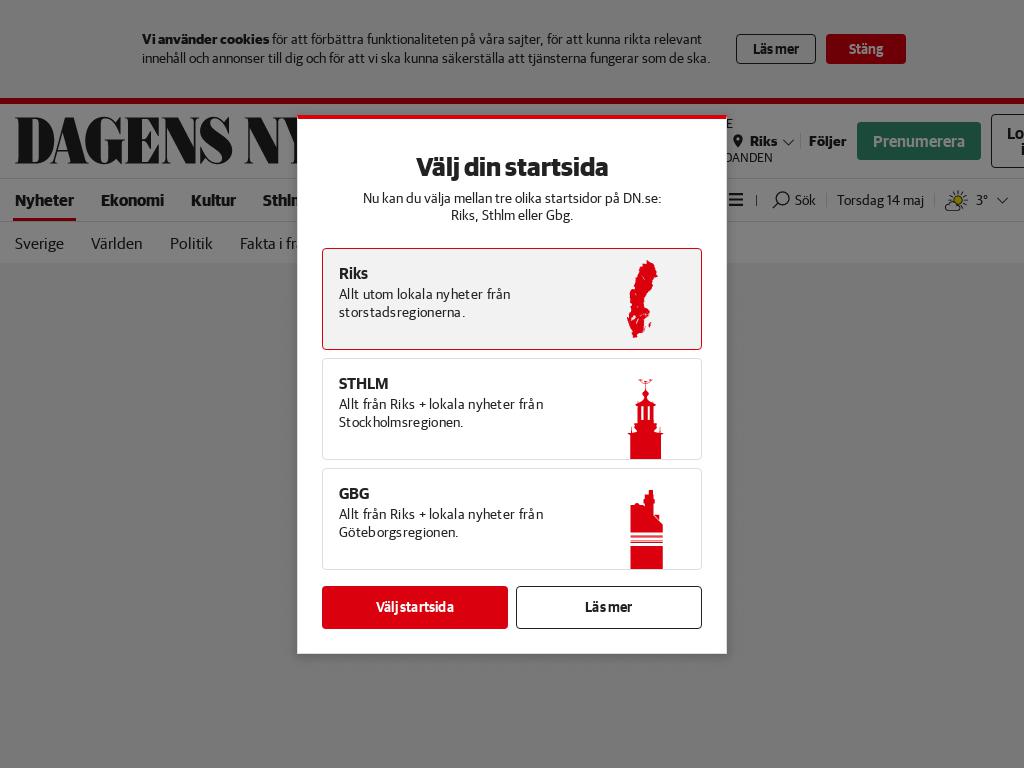 Vi använder cookies för att förbättra funktionaliteten på våra sajter, för att kunna rikta relevant
innehåll och annonser till dig och för att vi ska kunna säkerställa att tjänsterna fungerar som de ska.
Läs mer
Stäng
DAGENS NY
E
DANDEN
Riks
Följer
Prenumerera
Lo
i
Nyheter
Ekonomi
Kultur
Sthl
Sök
Torsdag 14 maj
3°
Sverige
Världen
Politik
Fakta i fr
Välj din startsida
Nu kan du välja mellan tre olika startsidor på DN.se:
Riks, Sthlm eller Gbg.
Riks
Allt utom lokala nyheter från
storstadsregionerna.
STHLM
Allt från Riks + lokala nyheter från
Stockholmsregionen.
GBG
Allt från Riks + lokala nyheter från
Göteborgsregionen.
Välj startsida
Läs mer